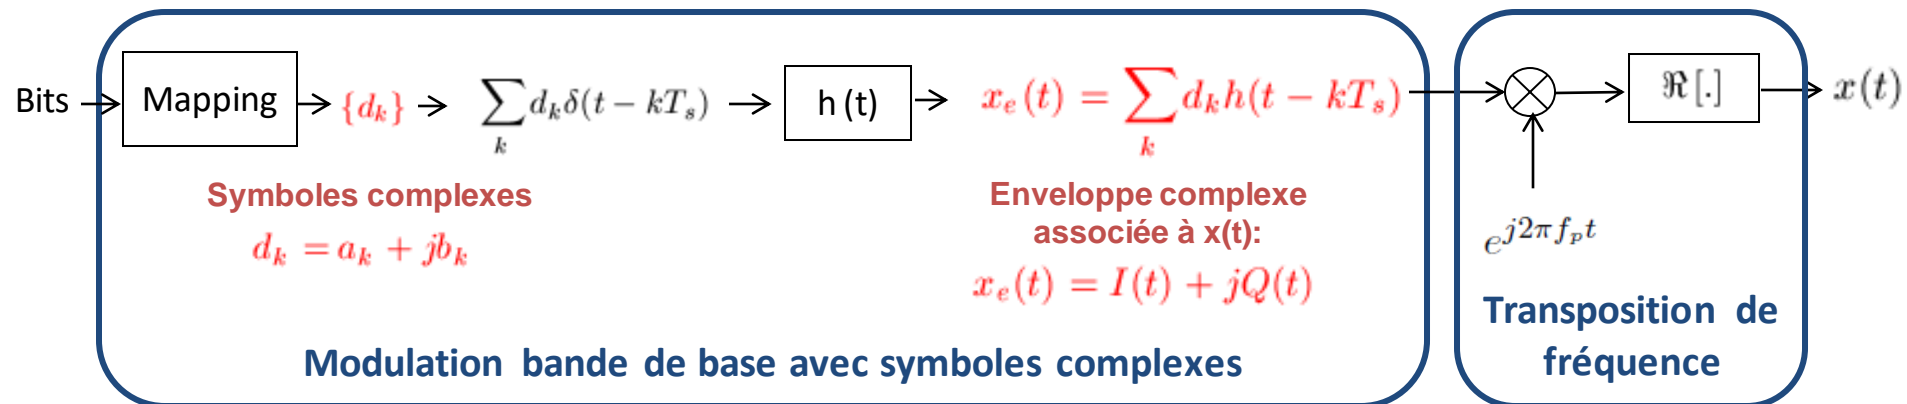 Bits
Mapping
{d_k}
∑_k d_k δ(t − kT_s)
h (t)
x_e(t) = ∑_k d_k h(t − kT_s)
ℜ[.]
x(t)
Symboles complexes
d_k = a_k + jb_k
Enveloppe complexe
associée à x(t):
x_e(t) = I(t) + jQ(t)
e^{j2πf_p t}
Modulation bande de base avec symboles complexes
Transposition de
fréquence